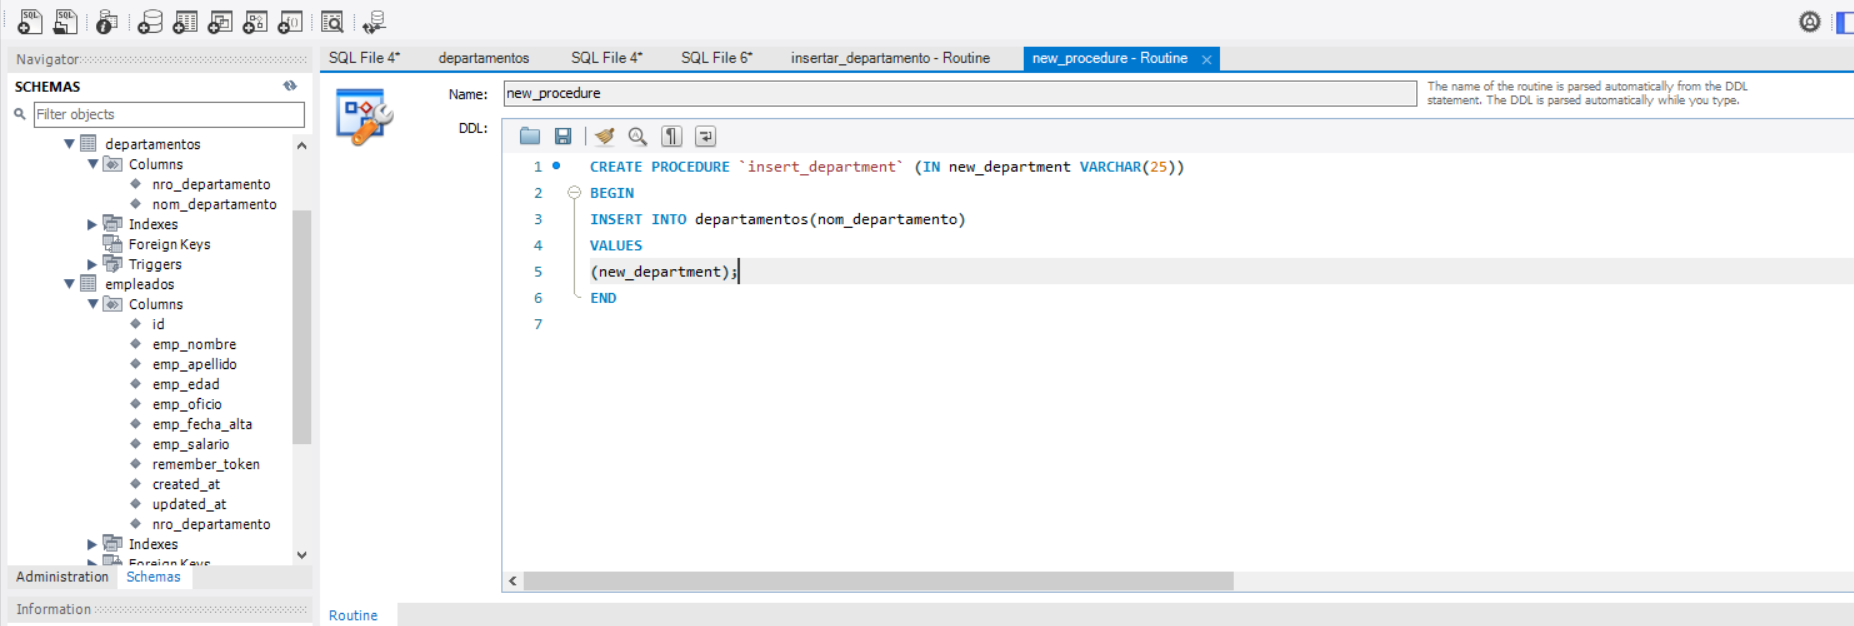 SQL
SQL
Navigator
SCHEMAS
Filter objects
departamentos
Columns
nro_departamento
nom_departamento
Indexes
Foreign Keys
Triggers
empleados
Columns
id
emp_nombre
emp_apellido
emp_edad
emp_oficio
emp_fecha_alta
emp_salario
remember_token
created_at
updated_at
nro_departamento
Indexes
Foreign Keys
Administration Schemas
Information
SQL File 4* departamentos SQL File 4* SQL File 6* insertar_departamento - Routine new_procedure - Routine
Name: new_procedure
The name of the routine is parsed automatically from the DDL
statement. The DDL is parsed automatically while you type.
DDL:
1 CREATE PROCEDURE `insert_department` (IN new_department VARCHAR(25))
2 BEGIN
3 INSERT INTO departamentos(nom_departamento)
4 VALUES
5 (new_department);
6 END
7
Routine